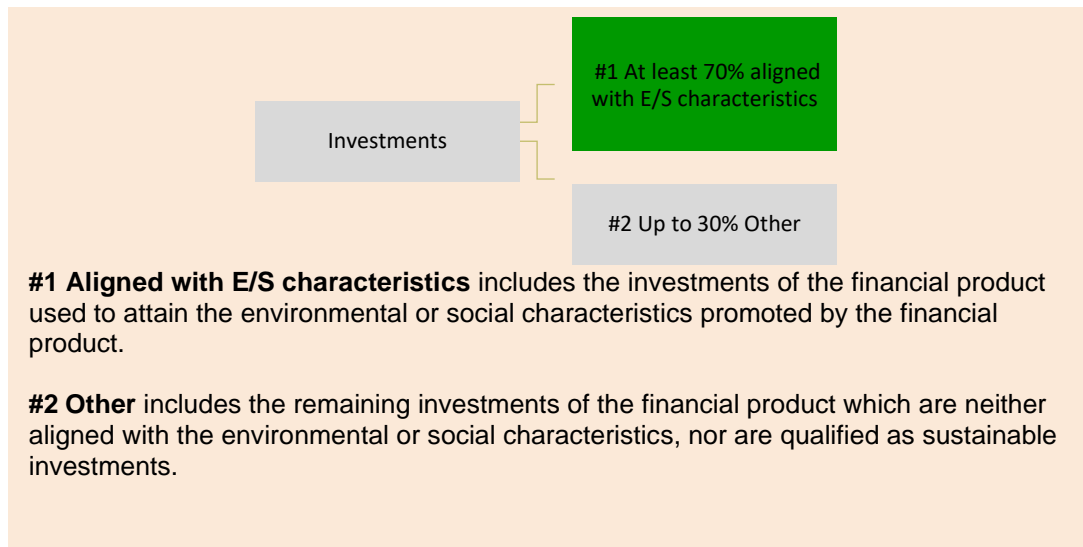 #1 At least 70% aligned
with E/S characteristics
Investments
#2 Up to 30% Other
#1 Aligned with E/S characteristics includes the investments of the financial product
used to attain the environmental or social characteristics promoted by the financial
product.
#2 Other includes the remaining investments of the financial product which are neither
aligned with the environmental or social characteristics, nor are qualified as sustainable
investments.